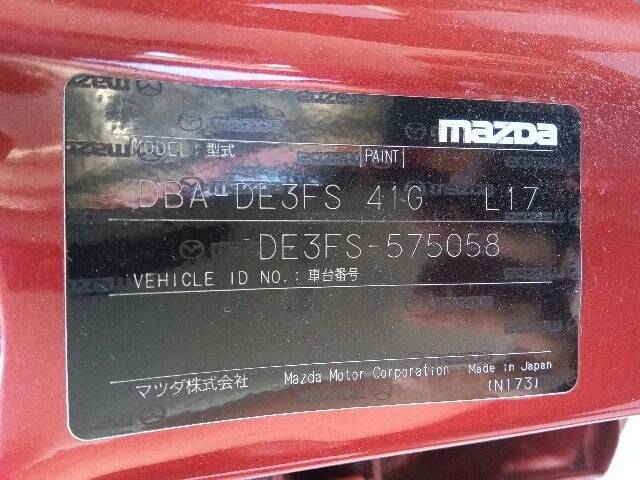 mazda
MODEL : 型式 PAINT
DBA-DE3FS 41G L17
DE3FS-575058
VEHICLE ID NO. : 車台番号
マツダ株式会社 Mazda Motor Corporation Made in Japan
(N173)